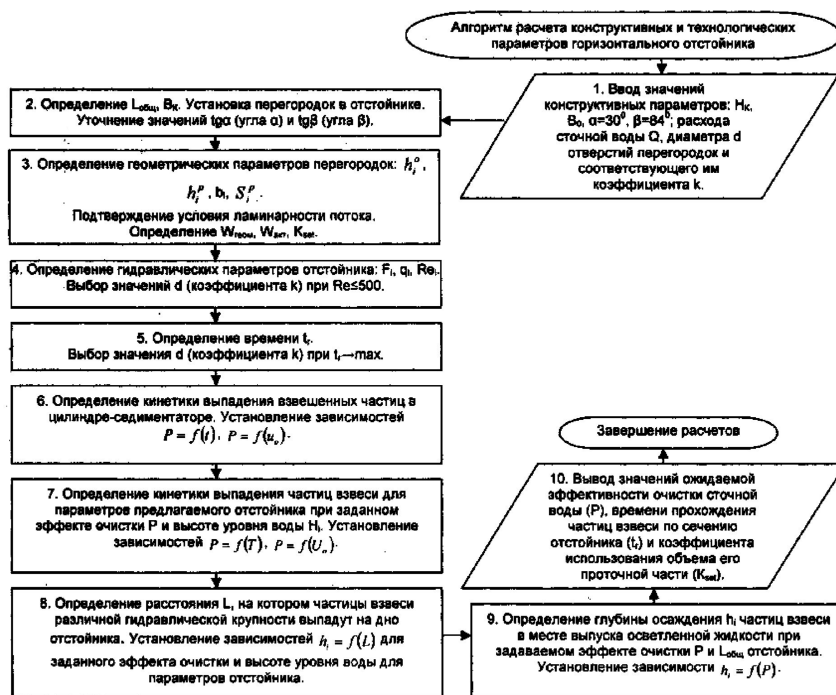 Алгоритм расчета конструктивных и технологических
параметров горизонтального отстойника
1. Ввод значений
конструктивных параметров: Hк,
B₀, α=30⁰, β=84⁰; расхода
сточной воды Q, диаметра d
отверстий перегородок и
соответствующего им
коэффициента k.
2. Определение Lобщ, Bк. Установка перегородок в отстойнике.
Уточнение значений tgα (угла α) и tgβ (угла β).
3. Определение геометрических параметров перегородок: hᵢᵒ,
hᵢᵖ, bᵢ, Sᵢᵖ.
Подтверждение условия ламинарности потока.
Определение Wгеом, Wакт, Kset.
4. Определение гидравлических параметров отстойника: Fᵢ, qᵢ, Reᵢ.
Выбор значений d (коэффициента k) при Re≤500.
5. Определение времени tᵣ.
Выбор значения d (коэффициента k) при tᵣ→max.
6. Определение кинетики выпадения взвешенных частиц в
цилиндре-седиментаторе. Установление зависимостей
P = f(t), P = f(uₒ).
7. Определение кинетики выпадения частиц взвеси для
параметров предлагаемого отстойника при заданном
эффекте очистки P и высоте уровня воды Hᵢ. Установление
зависимостей P = f(T), P = f(Uₒ).
8. Определение расстояния L, на котором частицы взвеси
различной гидравлической крупности выпадут на дно
отстойника. Установление зависимостей hᵢ = f(L) для
заданного эффекта очистки и высоте уровня воды для
параметров отстойника.
9. Определение глубины осаждения hᵢ частиц взвеси
в месте выпуска осветленной жидкости при
задаваемом эффекте очистки P и Lобщ отстойника.
Установление зависимости hᵢ = f(P).
10. Вывод значений ожидаемой
эффективности очистки сточной
воды (P), времени прохождения
частиц взвеси по сечению
отстойника (tᵣ) и коэффициента
использования объема его
проточной части (Kset).
Завершение расчетов